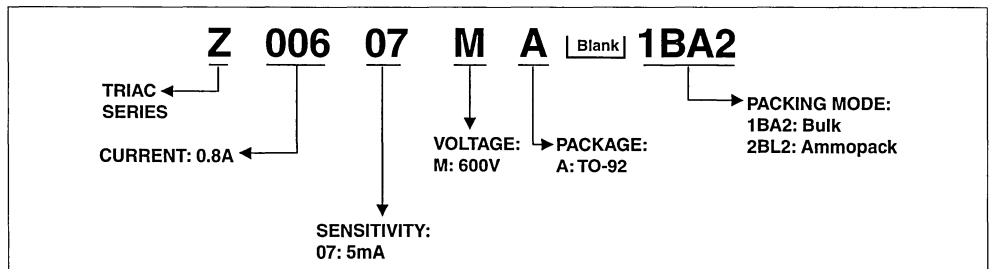 Z 006 07 M A Blank 1BA2
TRIAC
SERIES
CURRENT: 0.8A
SENSITIVITY:
07: 5mA
VOLTAGE:
M: 600V
PACKAGE:
A: TO-92
PACKING MODE:
1BA2: Bulk
2BL2: Ammopack